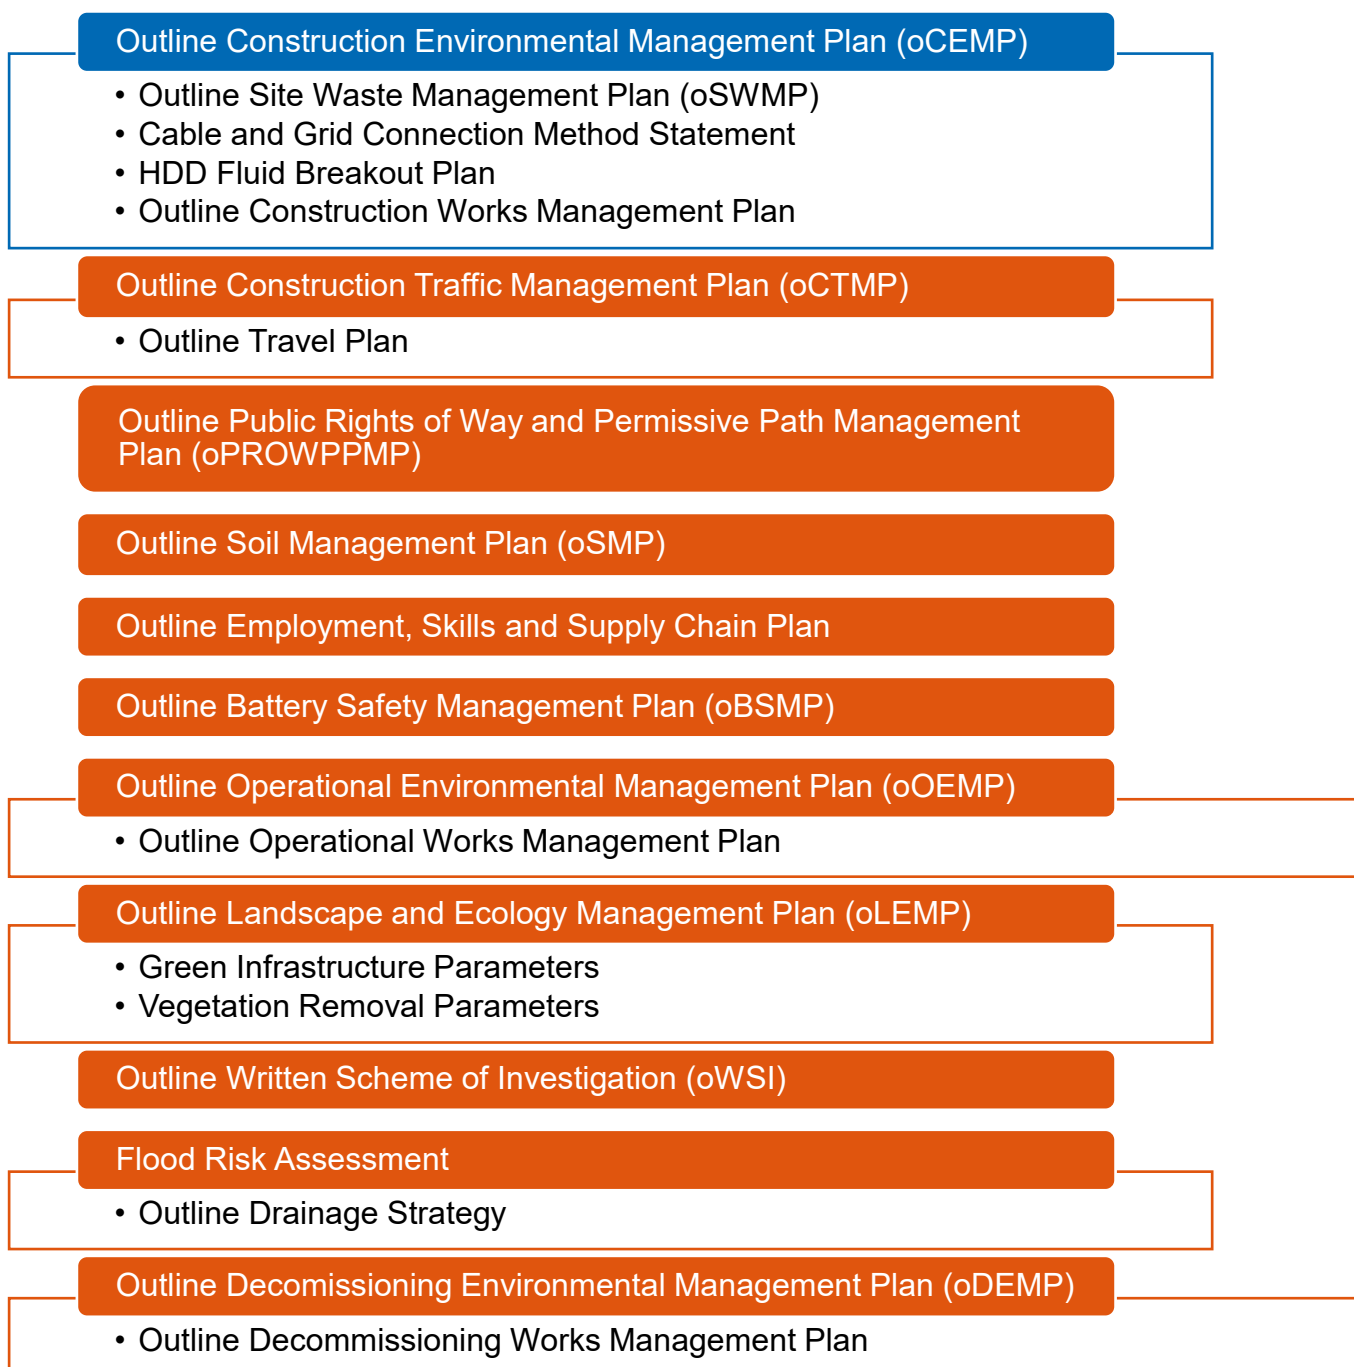 Outline Construction Environmental Management Plan (oCEMP)
• Outline Site Waste Management Plan (oSWMP)
• Cable and Grid Connection Method Statement
• HDD Fluid Breakout Plan
• Outline Construction Works Management Plan
Outline Construction Traffic Management Plan (oCTMP)
• Outline Travel Plan
Outline Public Rights of Way and Permissive Path Management
Plan (oPROWPPMP)
Outline Soil Management Plan (oSMP)
Outline Employment, Skills and Supply Chain Plan
Outline Battery Safety Management Plan (oBSMP)
Outline Operational Environmental Management Plan (oOEMP)
• Outline Operational Works Management Plan
Outline Landscape and Ecology Management Plan (oLEMP)
• Green Infrastructure Parameters
• Vegetation Removal Parameters
Outline Written Scheme of Investigation (oWSI)
Flood Risk Assessment
• Outline Drainage Strategy
Outline Decomissioning Environmental Management Plan (oDEMP)
• Outline Decommissioning Works Management Plan